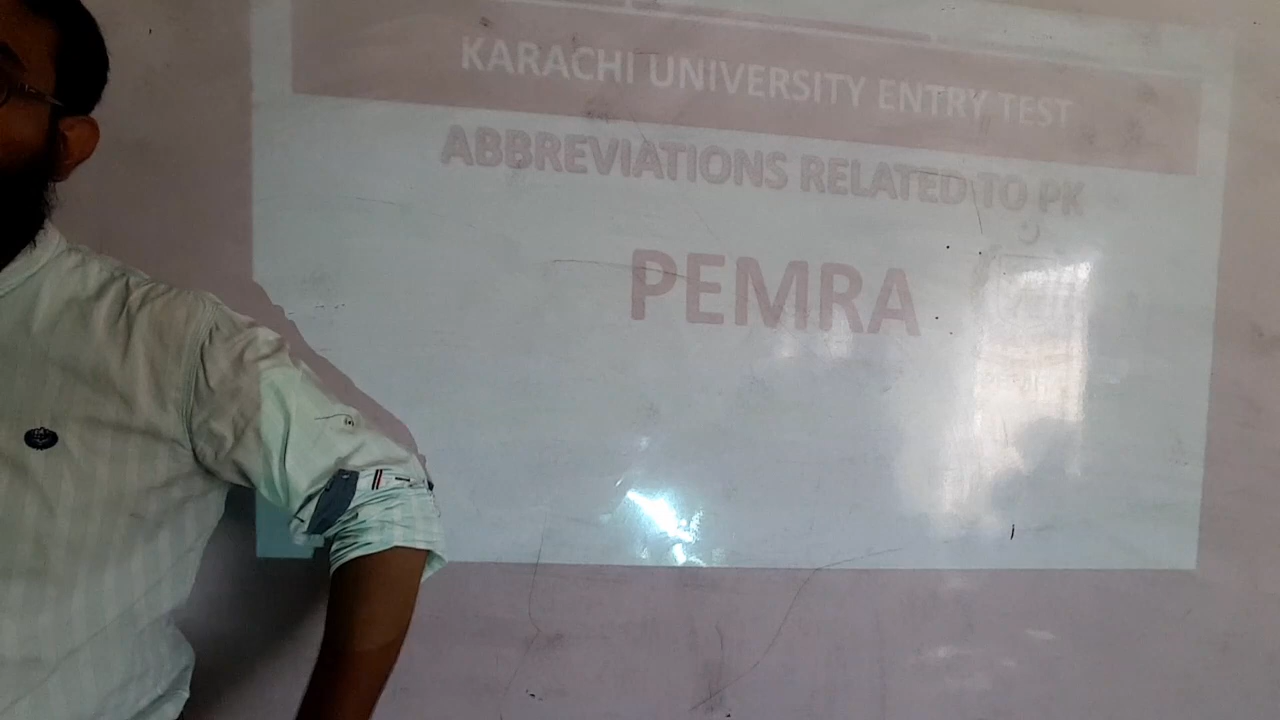 KARACHI UNIVERSITY ENTRY TEST
ABBREVIATIONS RELATED TO PK
PEMRA